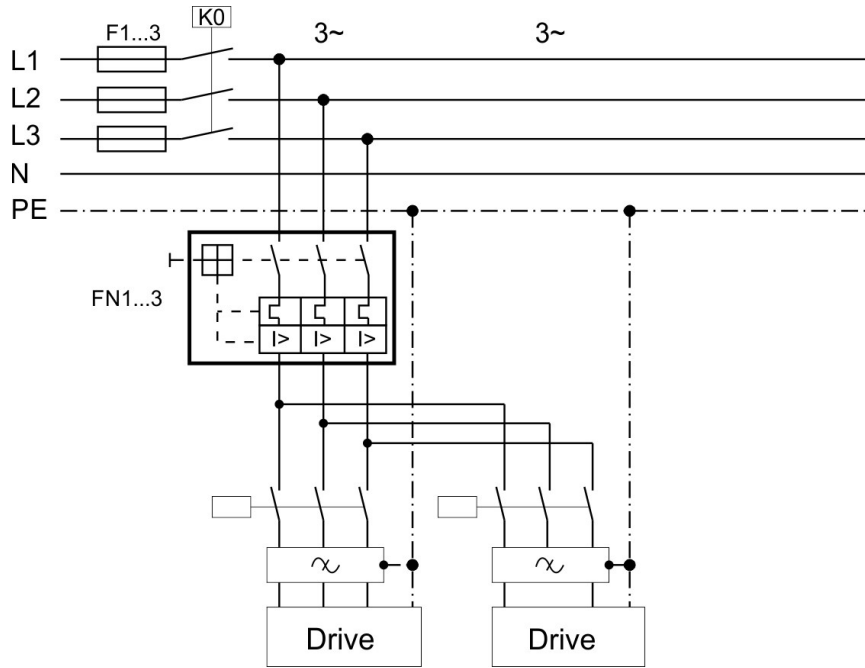 K0
F1...3
3~
3~
L1
L2
L3
N
PE
FN1...3
I> I> I>
Drive
Drive